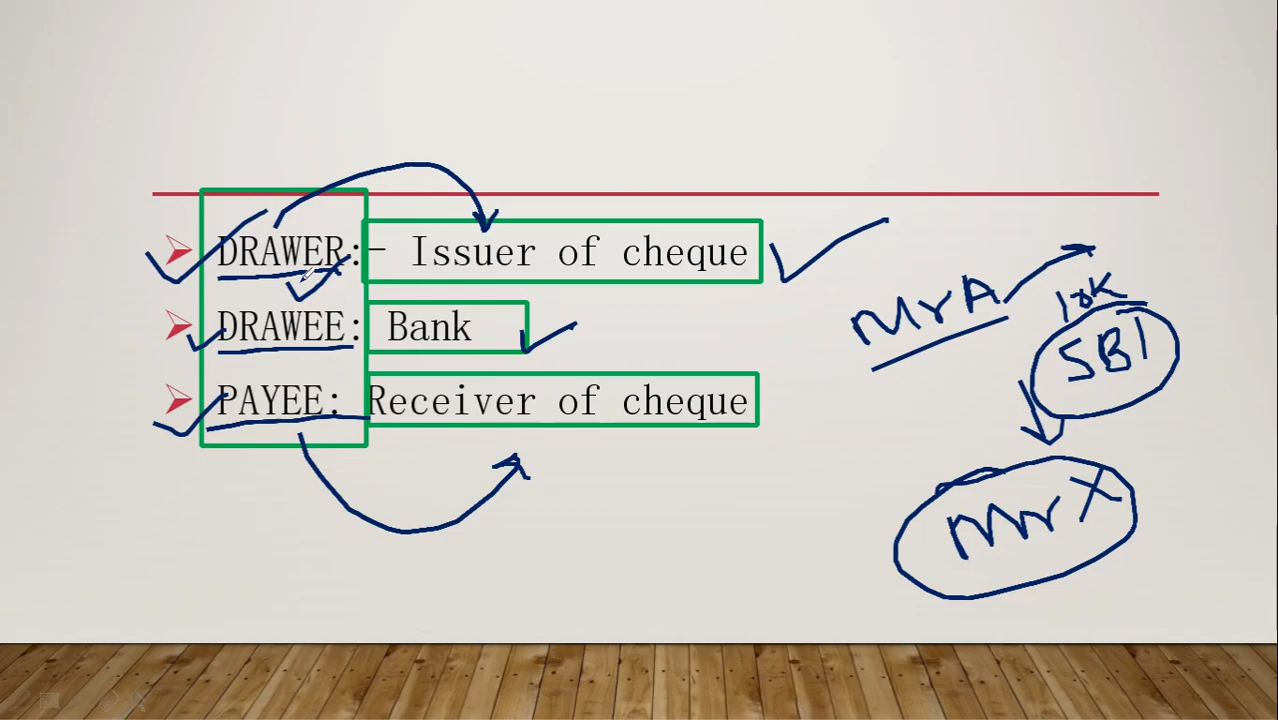 DRAWER:- Issuer of cheque
DRAWEE: Bank
PAYEE: Receiver of cheque
Mr A
10K
SBI
Mr X